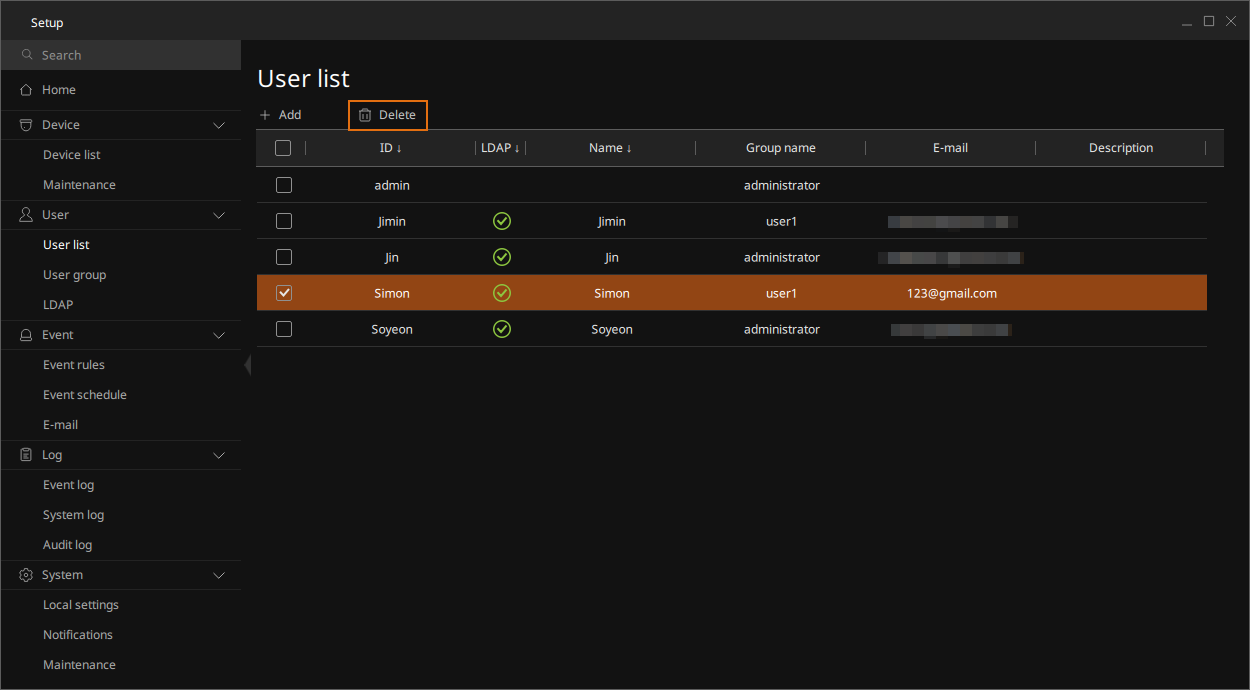 Setup
Search
Home
Device
Device list
Maintenance
User
User list
User group
LDAP
Event
Event rules
Event schedule
E-mail
Log
Event log
System log
Audit log
System
Local settings
Notifications
Maintenance
User list
+ Add Delete
ID ↓ LDAP ↓ Name ↓ Group name E-mail Description
admin administrator
Jimin Jimin user1
Jin Jin administrator
Simon Simon user1 123@gmail.com
Soyeon Soyeon administrator